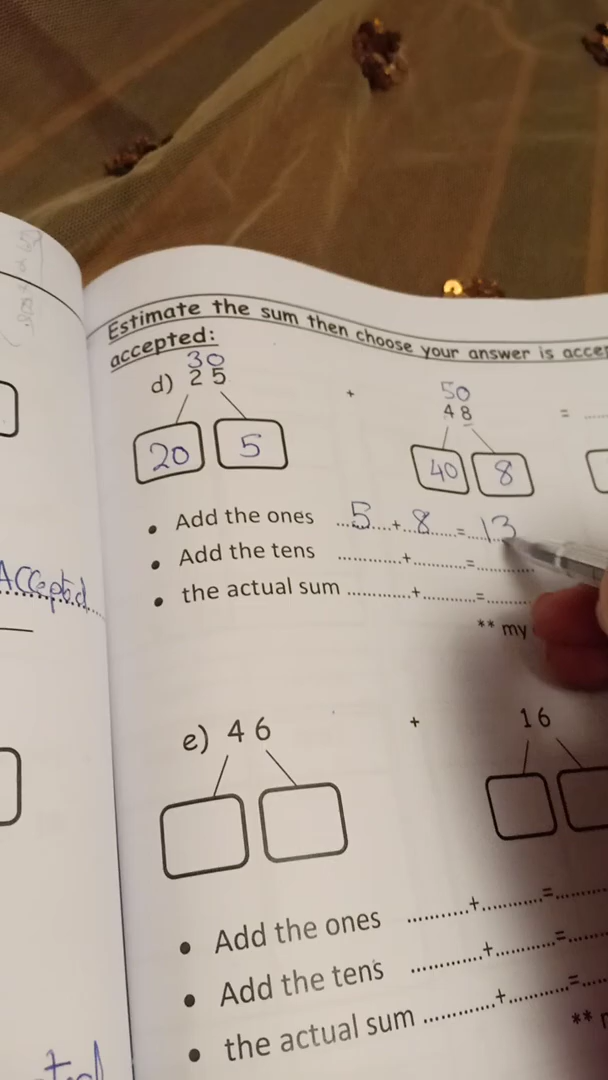 Estimate the sum then choose your answer is
accepted:
30 50
d) 25 + 48 =
20 5 40 8
• Add the ones ...5...+...8...=...13
• Add the tens ............+............=............
• the actual sum ............+............=............
** my
Accepted
e) 46 + 16
• Add the ones ............+............=............
• Add the tens ............+............=............
• the actual sum ............+............=............
**